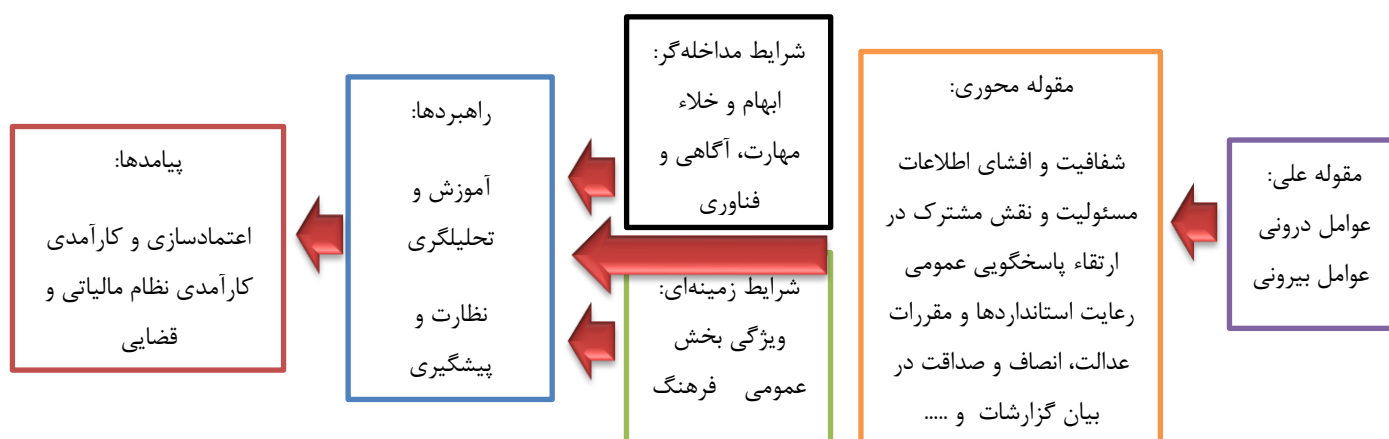 مقوله علی:
عوامل درونی
عوامل بیرونی
مقوله محوری:
شفافیت و افشای اطلاعات
مسئولیت و نقش مشترک در
ارتقاء پاسخگویی عمومی
رعایت استانداردها و مقررات
عدالت، انصاف و صداقت در
بیان گزارشات و .....
شرایط مداخله‌گر:
ابهام و خلاء
مهارت، آگاهی و
فناوری
شرایط زمینه‌ای:
ویژگی بخش
عمومی فرهنگ
راهبردها:
آموزش و
تحلیلگری
نظارت و
پیشگیری
پیامدها:
اعتمادسازی و کارآمدی
کارآمدی نظام مالیاتی و
قضایی